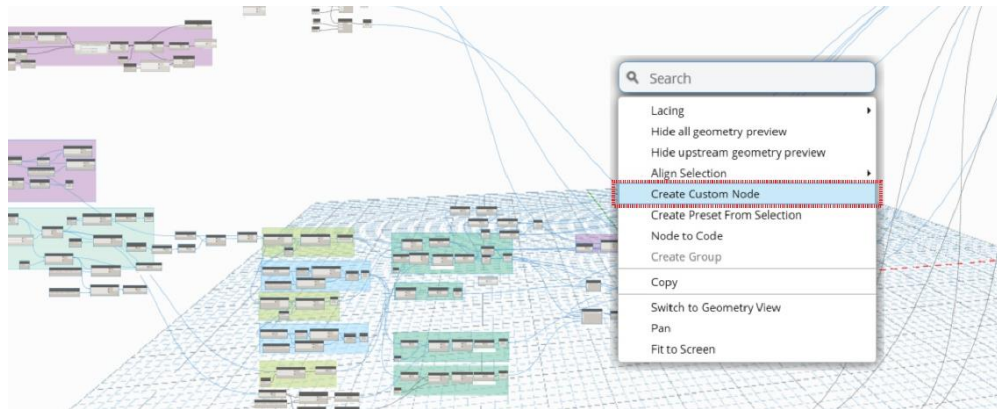 Search
Lacing
Hide all geometry preview
Hide upstream geometry preview
Align Selection
Create Custom Node
Create Preset From Selection
Node to Code
Create Group
Copy
Switch to Geometry View
Pan
Fit to Screen